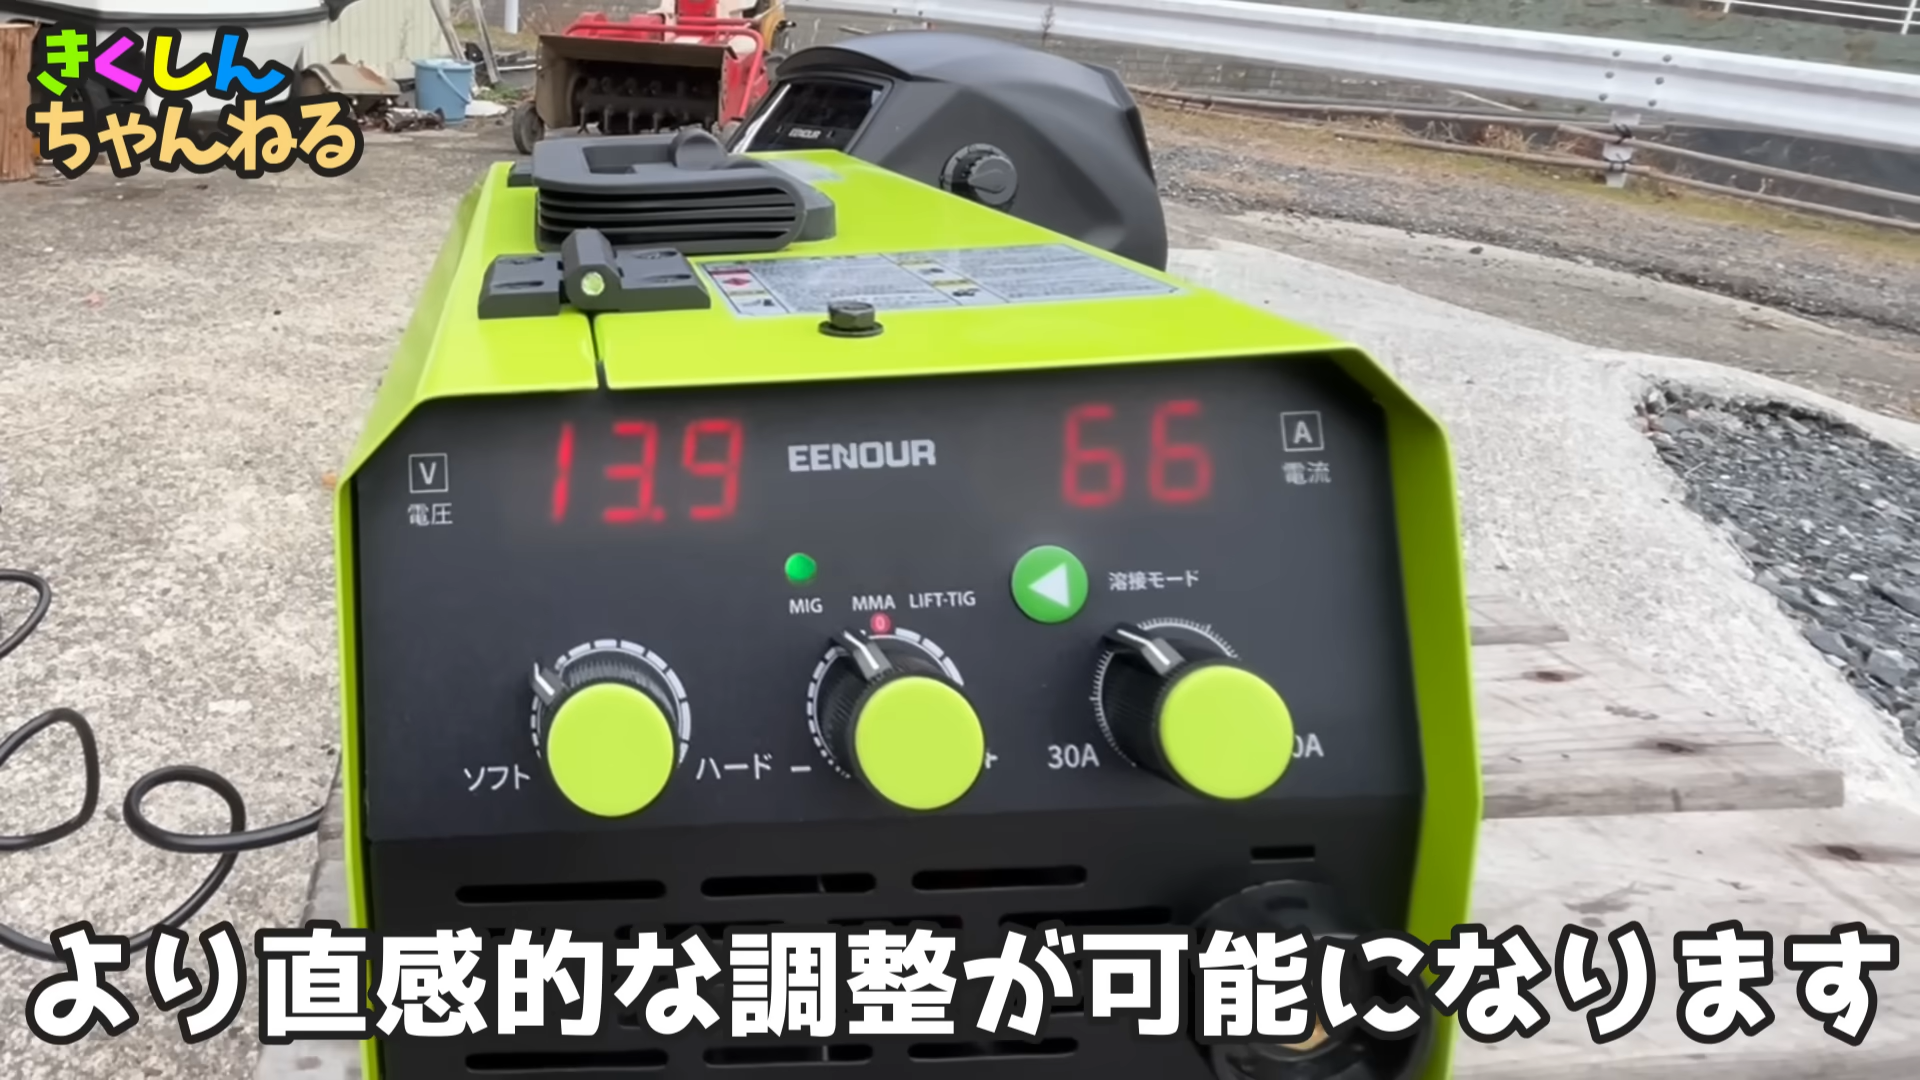 きくしん
ちゃんねる
EENOUR
13.9
EENOUR
66
V
電圧
A
電流
MIG
MMA
LIFT-TIG
溶接モード
0
ソフト
ハード
−
+
30A
より直感的な調整が可能になります